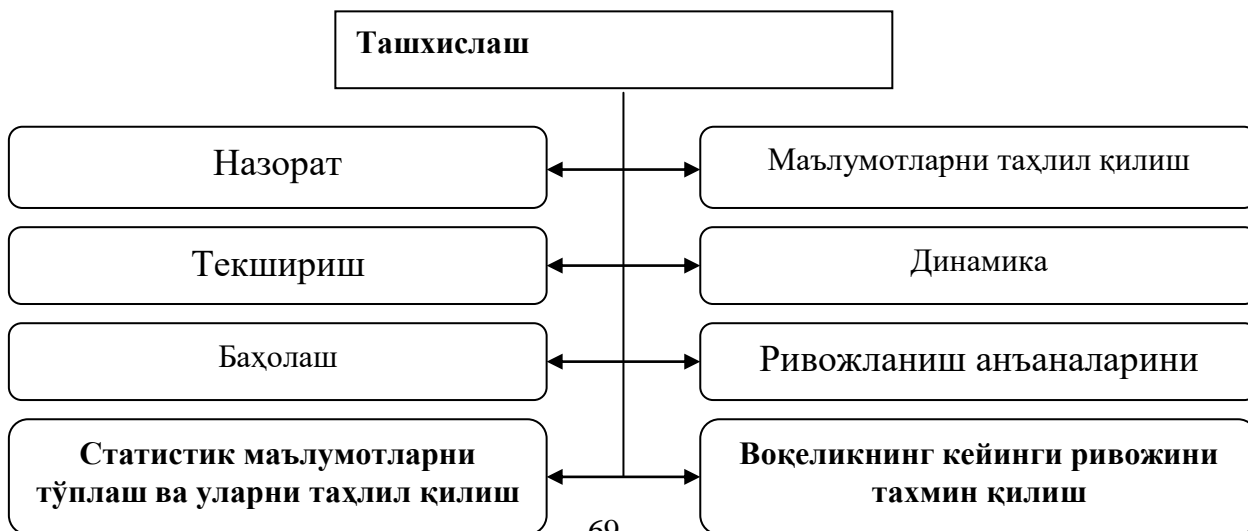 Ташхислаш
Назорат
Маълумотларни таҳлил қилиш
Текшириш
Динамика
Баҳолаш
Ривожланиш анъаналарини
Статистик маълумотларни
тўплаш ва уларни таҳлил қилиш
Воқеликнинг кейинги ривожини
тахмин қилиш
69